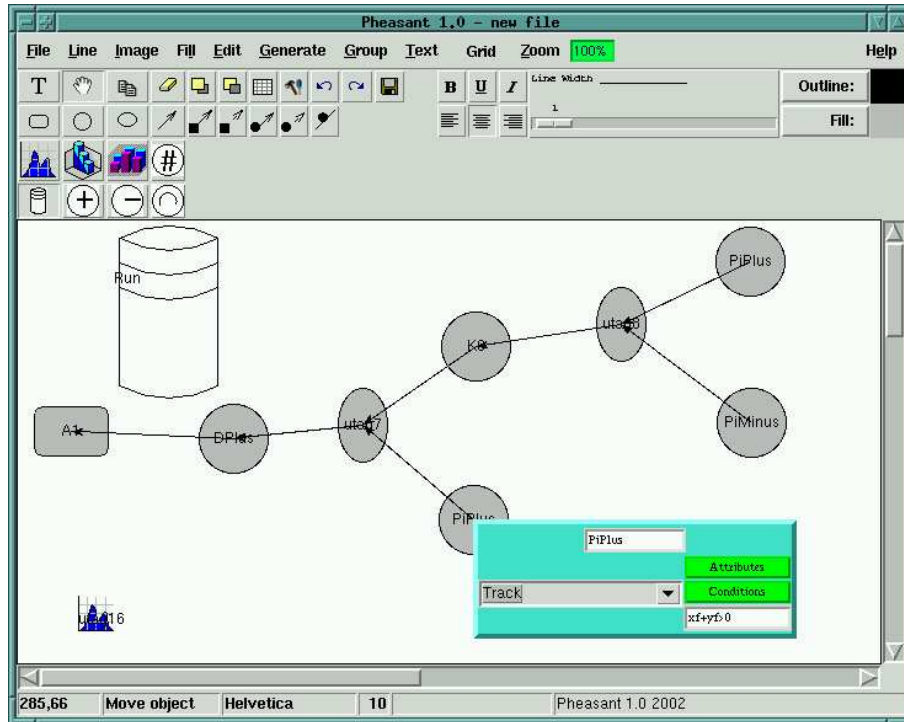 Pheasant 1.0 – new file
File Line Image Fill Edit Generate Group Text Grid Zoom 100% Help
T B U I Line Width Outline:
1
Fill:
#
Run
PiPlus
K0
A1
DPlus
PiMinus
PiPlus
PiPlus
Attributes
Track
Conditions
xf+yf>0
285,66 Move object Helvetica 10 Pheasant 1.0 2002